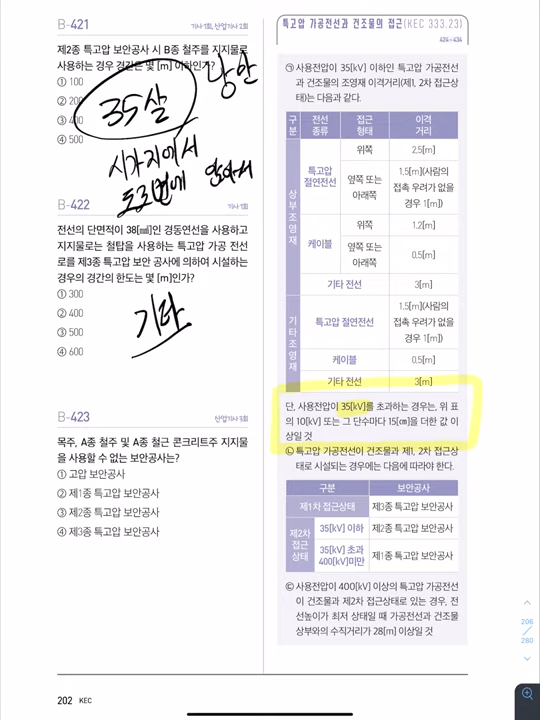 B-421
기사 1회, 산업기사 2회
제2종 특고압 보안공사 시 B종 철주를 지지물로
사용하는 경우 경간은 몇 [m] 이하인가?
① 100
② 200
③ 400
④ 500
35살
시가지에서
B-422
기사 1회
전선의 단면적이 38[㎟]인 경동연선을 사용하고
지지물로는 철탑을 사용하는 특고압 가공 전선
로를 제3종 특고압 보안 공사에 의하여 시설하는
경우의 경간의 한도는 몇 [m]인가?
① 300
② 400
③ 500
④ 600
기타
B-423
산업기사 3회
목주, A종 철주 및 A종 철근 콘크리트주 지지물
을 사용할 수 없는 보안공사는?
① 고압 보안공사
② 제1종 특고압 보안공사
③ 제2종 특고압 보안공사
④ 제3종 특고압 보안공사
특고압 가공전선과 건조물의 접근(KEC 333.23)
424~434
㉠ 사용전압이 35[kV] 이하인 특고압 가공전선
과 건조물의 조영재 이격거리(제1, 2차 접근상
태)는 다음과 같다.
구분 전선 종류 접근 형태 이격 거리
상부 조영재 특고압 절연전선 위쪽 2.5[m]
옆쪽 또는 아래쪽 1.5[m](사람의 접촉 우려가 없을 경우 1[m])
케이블 위쪽 1.2[m]
옆쪽 또는 아래쪽 0.5[m]
기타 전선 3[m]
기타 조영재 특고압 절연전선 1.5[m](사람의 접촉 우려가 없을 경우 1[m])
케이블 0.5[m]
기타 전선 3[m]
단, 사용전압이 35[kV]를 초과하는 경우는, 위 표
의 10[kV] 또는 그 단수마다 15[㎝]을 더한 값 이
상일 것
㉡ 특고압 가공전선이 건조물과 제1, 2차 접근상
태로 시설되는 경우에는 다음에 따라야 한다.
구분 보안공사
제1차 접근상태 제3종 특고압 보안공사
제2차 접근 상태 35[kV] 이하 제2종 특고압 보안공사
35[kV] 초과 400[kV]미만 제1종 특고압 보안공사
㉢ 사용전압이 400[kV] 이상의 특고압 가공전선
이 건조물과 제2차 접근상태로 있는 경우, 전
선높이가 최저 상태일 때 가공전선과 건조물
상부와의 수직거리가 28[m] 이상일 것
206
280
202 KEC